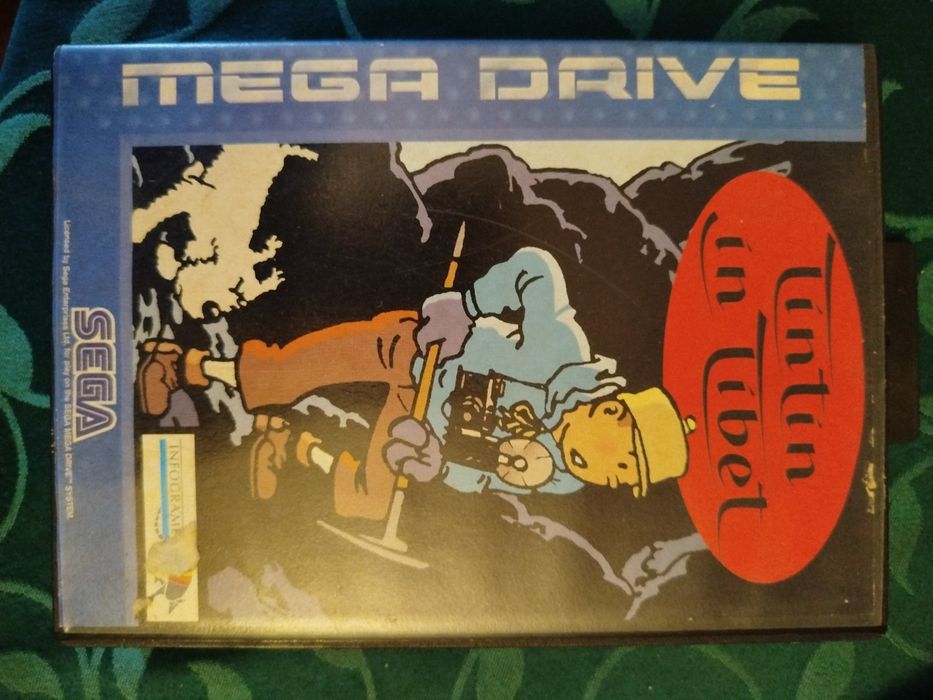 MEGA DRIVE
Tintin
in Tibet
INFOGRAMES
SEGA
Licensed by Sega Enterprises Ltd. for play on the SEGA MEGA DRIVE™ SYSTEM.